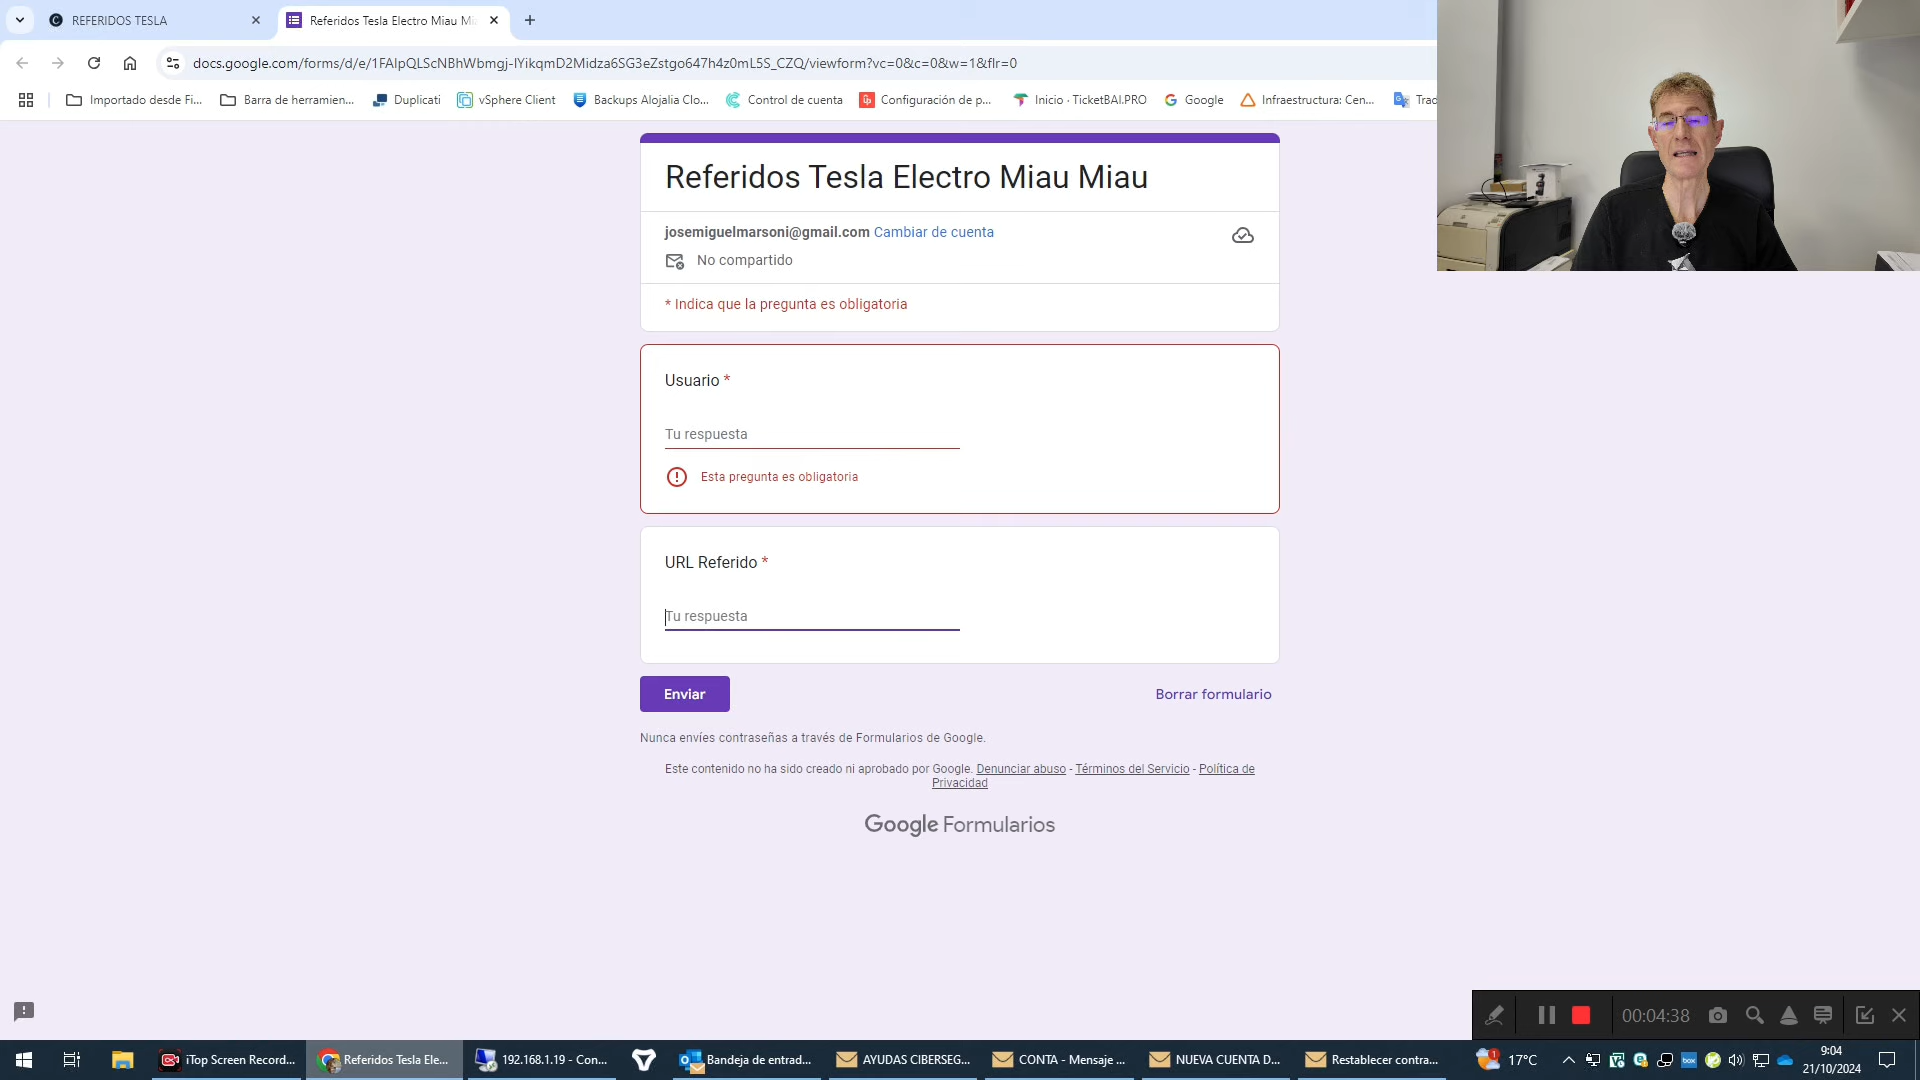 REFERIDOS TESLA
Referidos Tesla Electro Miau Mi
docs.google.com/forms/d/e/1FAIpQLScNBhWbmgj-lYikqmD2Midza6SG3eZstgo647h4z0mL5S_CZQ/viewform?vc=0&c=0&w=1&flr=0
Importado desde Fi... Barra de herramien... Duplicati vSphere Client Backups Alojalia Clo... Control de cuenta Configuración de p... Inicio · TicketBAI.PRO Google Infraestructura: Cen... Trad
Referidos Tesla Electro Miau Miau
josemiguelmarsoni@gmail.com Cambiar de cuenta
No compartido
* Indica que la pregunta es obligatoria
Usuario *
Tu respuesta
Esta pregunta es obligatoria
URL Referido *
Tu respuesta
Enviar
Borrar formulario
Nunca envíes contraseñas a través de Formularios de Google.
Este contenido no ha sido creado ni aprobado por Google. Denunciar abuso - Términos del Servicio - Política de
Privacidad
Google Formularios
00:04:38
iTop Screen Record... Referidos Tesla Ele... 192.168.1.19 - Con... Bandeja de entrad... AYUDAS CIBERSEG... CONTA - Mensaje ... NUEVA CUENTA D... Restablecer contra... 17°C
9:04
21/10/2024